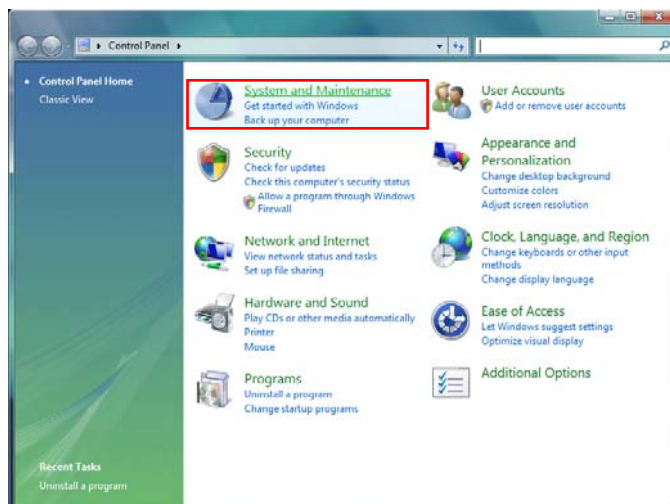 Control Panel
Control Panel Home
Classic View
System and Maintenance
Get started with Windows
Back up your computer
Security
Check for updates
Check this computer's security status
Allow a program through Windows
Firewall
Network and Internet
View network status and tasks
Set up file sharing
Hardware and Sound
Play CDs or other media automatically
Printer
Mouse
Programs
Uninstall a program
Change startup programs
User Accounts
Add or remove user accounts
Appearance and
Personalization
Change desktop background
Customize colors
Adjust screen resolution
Clock, Language, and Region
Change keyboards or other input
methods
Change display language
Ease of Access
Let Windows suggest settings
Optimize visual display
Additional Options
Recent Tasks
Uninstall a program